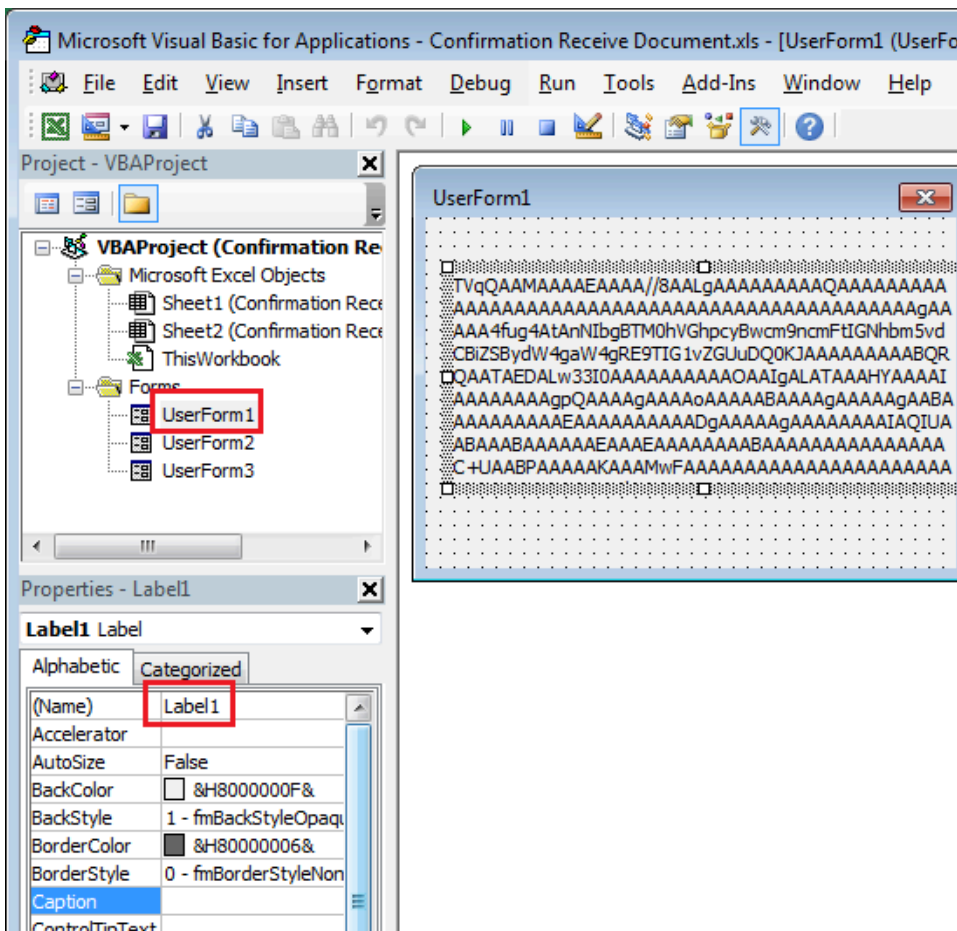 Microsoft Visual Basic for Applications - Confirmation Receive Document.xls - [UserForm1 (UserFo
File Edit View Insert Format Debug Run Tools Add-Ins Window Help
Project - VBAProject
VBAProject (Confirmation Re
Microsoft Excel Objects
Sheet1 (Confirmation Rece
Sheet2 (Confirmation Rece
ThisWorkbook
Forms
UserForm1
UserForm2
UserForm3
Properties - Label1
Label1 Label
Alphabetic Categorized
(Name) Label1
Accelerator
AutoSize False
BackColor &H8000000F&
BackStyle 1 - fmBackStyleOpaqu
BorderColor &H80000006&
BorderStyle 0 - fmBorderStyleNon
Caption
ControlTipText
UserForm1
TVqQAAMAAAAEAAAA//8AALgAAAAAAAAAQAAAAAAAAA
AAAAAAAAAAAAAAAAAAAAAAAAAAAAAAAAAAAAAAgAA
AAA4fug4AtAnNIbgBTM0hVGhpcyBwcm9ncmFtIGNhbm5vd
CBiZSBydW4gaW4gRE9TIG1vZGUuDQ0KJAAAAAAAAABQR
QAATAEDALw33I0AAAAAAAAAAOAAIgALATAAAHYAAAAI
AAAAAAAAgpQAAAAgAAAAoAAAAABAAAAgAAAAAgAABA
AAAAAAAAAEAAAAAAAAAADgAAAAAgAAAAAAAAIAQIUA
ABAAABAAAAAAEAAAEAAAAAAAABAAAAAAAAAAAAAAA
C+UAABPAAAAAKAAAMwFAAAAAAAAAAAAAAAAAAAAAA